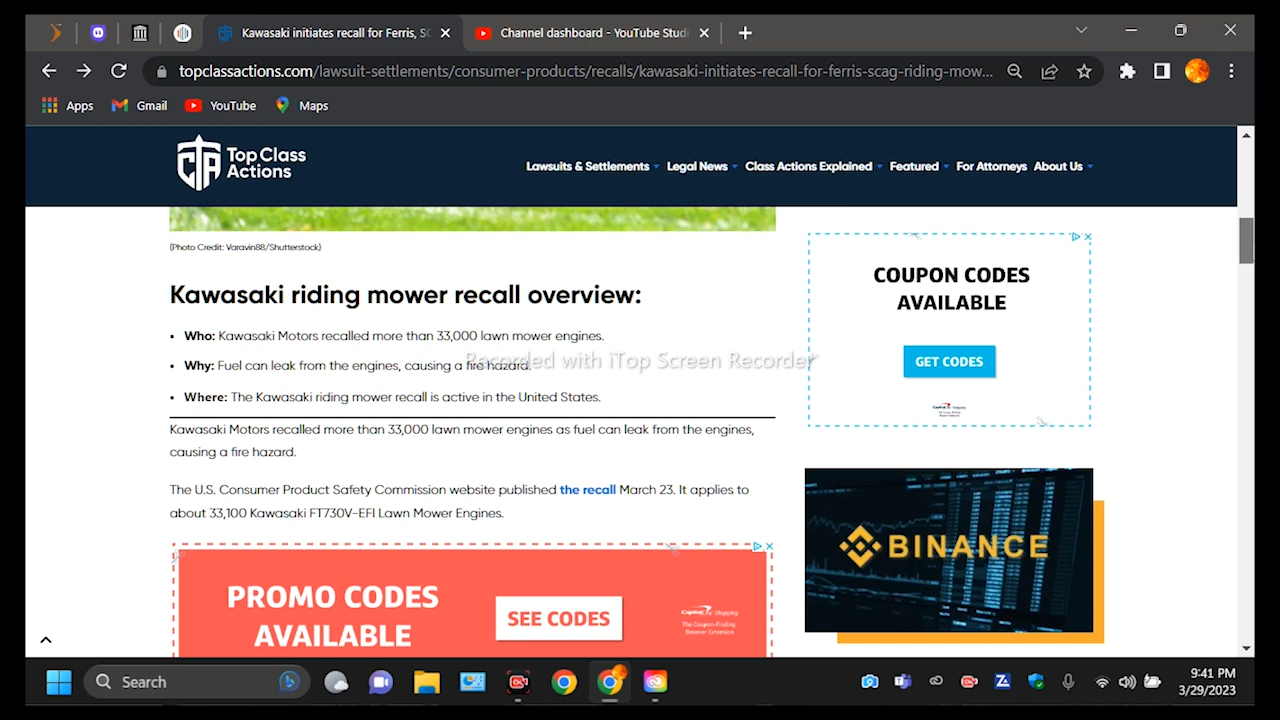 Kawasaki initiates recall for Ferris, SC
Channel dashboard - YouTube Studi
topclassactions.com/lawsuit-settlements/consumer-products/recalls/kawasaki-initiates-recall-for-ferris-scag-riding-mow...
Apps
Gmail
YouTube
Maps
Top Class
Actions
Lawsuits & Settlements
Legal News
Class Actions Explained
Featured
For Attorneys
About Us
(Photo Credit: Varavin88/Shutterstock)
Kawasaki riding mower recall overview:
Who: Kawasaki Motors recalled more than 33,000 lawn mower engines.
Why: Fuel can leak from the engines, causing a fire hazard.
Where: The Kawasaki riding mower recall is active in the United States.
Recorded with iTop Screen Recorder
Kawasaki Motors recalled more than 33,000 lawn mower engines as fuel can leak from the engines,
causing a fire hazard.
The U.S. Consumer Product Safety Commission website published the recall March 23. It applies to
about 33,100 Kawasaki FT730V-EFI Lawn Mower Engines.
PROMO CODES
AVAILABLE
SEE CODES
Capital One Shopping
The Coupon-Finding
Browser Extension
COUPON CODES
AVAILABLE
GET CODES
BINANCE
Search
9:41 PM
3/29/2023